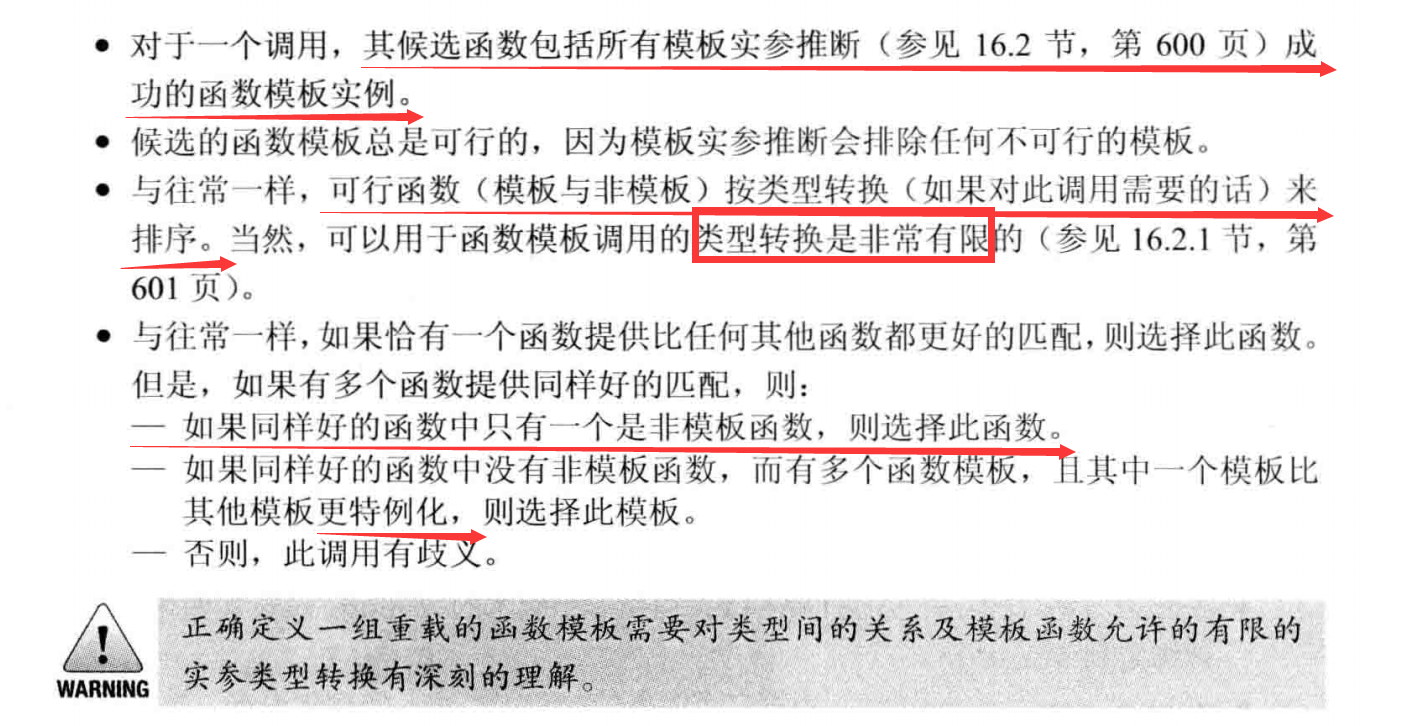 • 对于一个调用，其候选函数包括所有模板实参推断（参见 16.2 节，第 600 页）成
功的函数模板实例。
• 候选的函数模板总是可行的，因为模板实参推断会排除任何不可行的模板。
• 与往常一样，可行函数（模板与非模板）按类型转换（如果对此调用需要的话）来
排序。当然，可以用于函数模板调用的类型转换是非常有限的（参见 16.2.1 节，第
601 页）。
• 与往常一样，如果恰有一个函数提供比任何其他函数都更好的匹配，则选择此函数。
但是，如果有多个函数提供同样好的匹配，则：
— 如果同样好的函数中只有一个是非模板函数，则选择此函数。
— 如果同样好的函数中没有非模板函数，而有多个函数模板，且其中一个模板比
其他模板更特例化，则选择此模板。
— 否则，此调用有歧义。
正确定义一组重载的函数模板需要对类型间的关系及模板函数允许的有限的
实参类型转换有深刻的理解。
WARNING